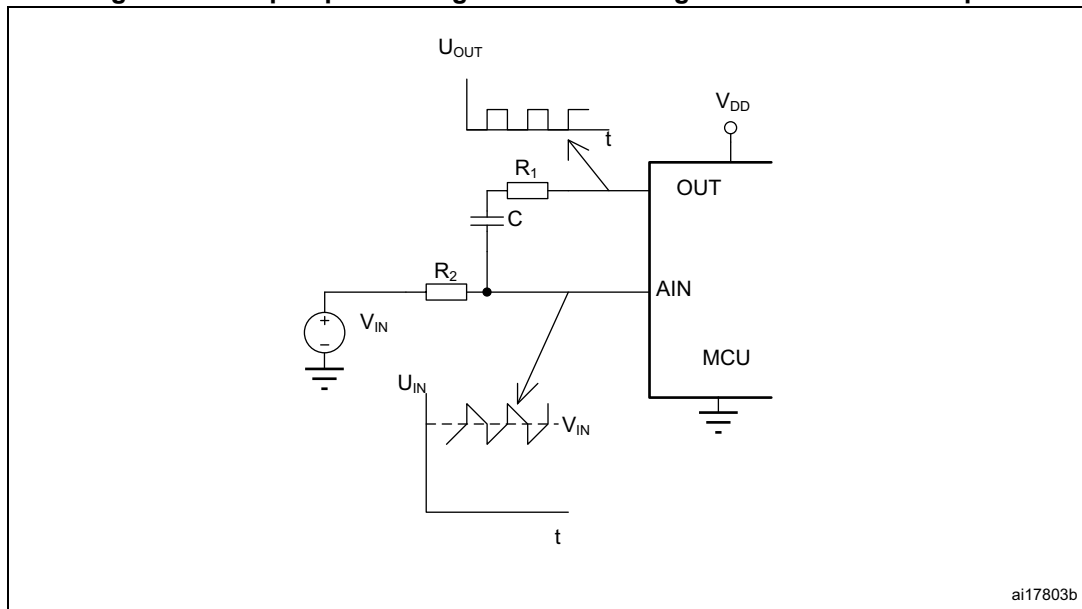 U_OUT
V_DD
t
R_1
OUT
C
R_2
AIN
+
−
V_IN
MCU
U_IN
V_IN
t
ai17803b